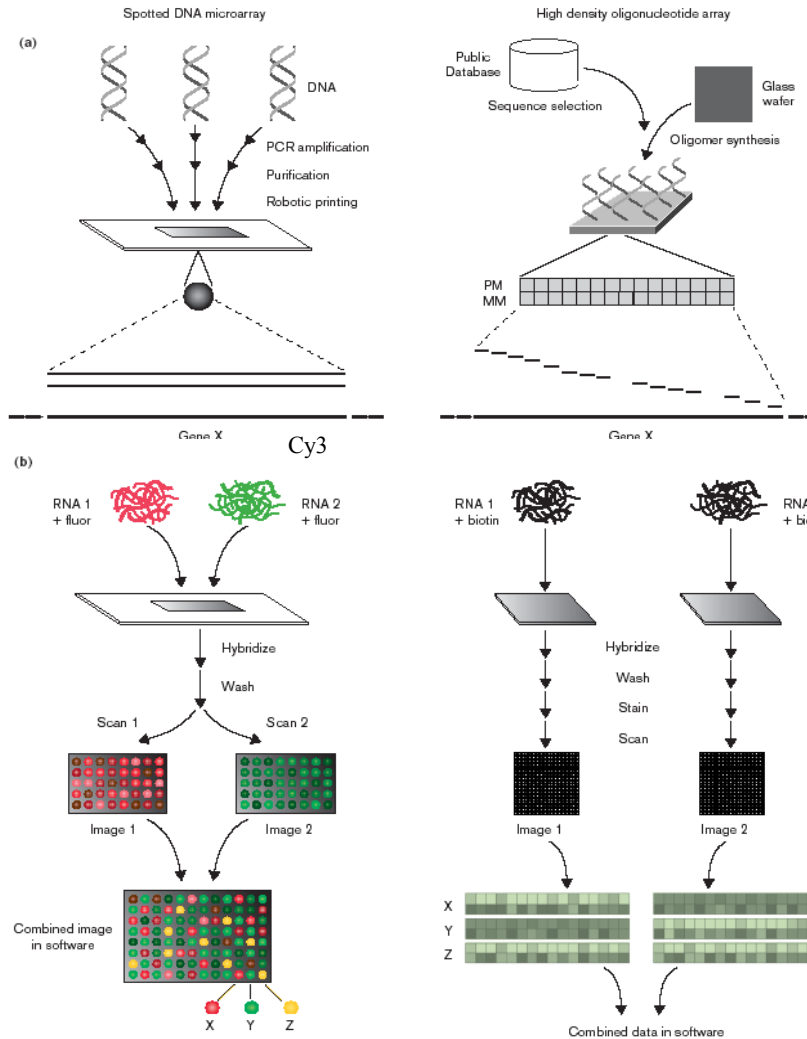 Spotted DNA microarray
High density oligonucleotide array
(a)
DNA
PCR amplification
Purification
Robotic printing
Public
Database
Sequence selection
Glass
wafer
Oligomer synthesis
PM
MM
Gene X
Gene X
Cy3
(b)
RNA 1
+ fluor
RNA 2
+ fluor
Hybridize
Wash
Scan 1
Scan 2
Image 1
Image 2
Combined image
in software
X
Y
Z
RNA 1
+ biotin
RNA
+ bi
Hybridize
Wash
Stain
Scan
Image 1
Image 2
X
Y
Z
Combined data in software